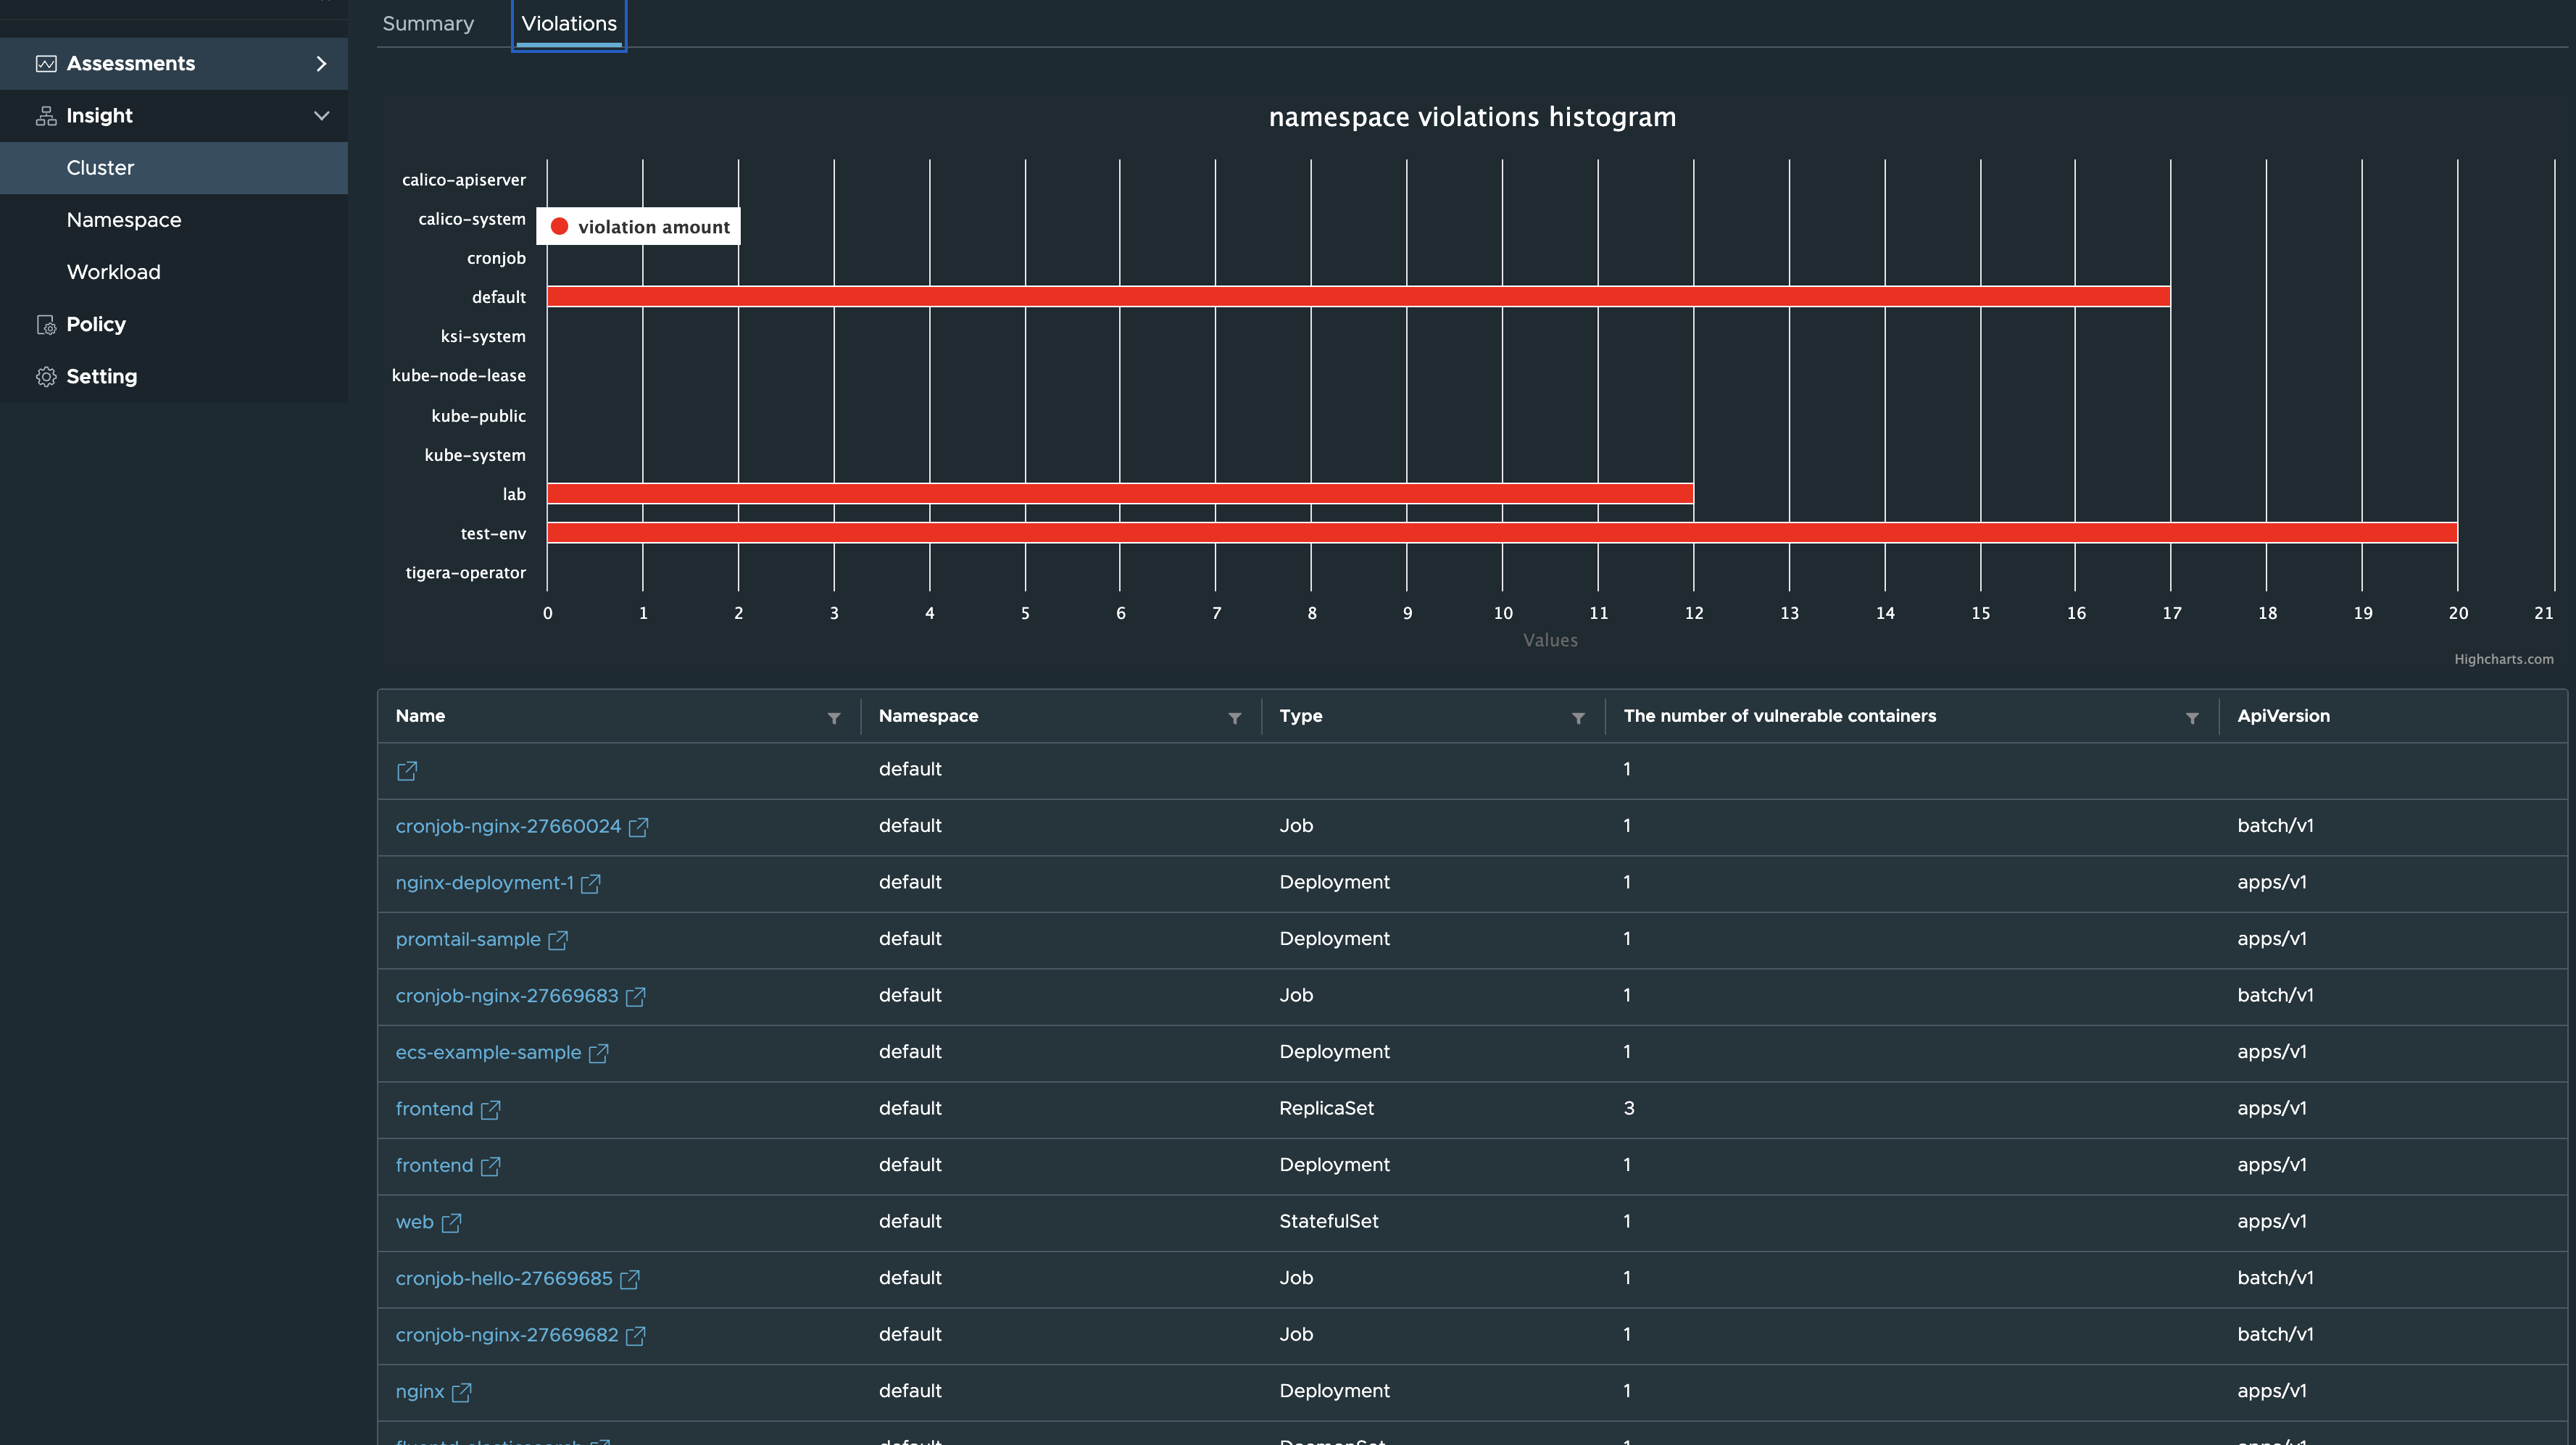 Summary Violations
Assessments
Insight
Cluster
Namespace
Workload
Policy
Setting
namespace violations histogram
calico-apiserver
calico-system
violation amount
cronjob
default
ksi-system
kube-node-lease
kube-public
kube-system
lab
test-env
tigera-operator
0 1 2 3 4 5 6 7 8 9 10 11 12 13 14 15 16 17 18 19 20 21
Values
Highcharts.com
Name Namespace Type The number of vulnerable containers ApiVersion
default 1
cronjob-nginx-27660024 default Job 1 batch/v1
nginx-deployment-1 default Deployment 1 apps/v1
promtail-sample default Deployment 1 apps/v1
cronjob-nginx-27669683 default Job 1 batch/v1
ecs-example-sample default Deployment 1 apps/v1
frontend default ReplicaSet 3 apps/v1
frontend default Deployment 1 apps/v1
web default StatefulSet 1 apps/v1
cronjob-hello-27669685 default Job 1 batch/v1
cronjob-nginx-27669682 default Job 1 batch/v1
nginx default Deployment 1 apps/v1